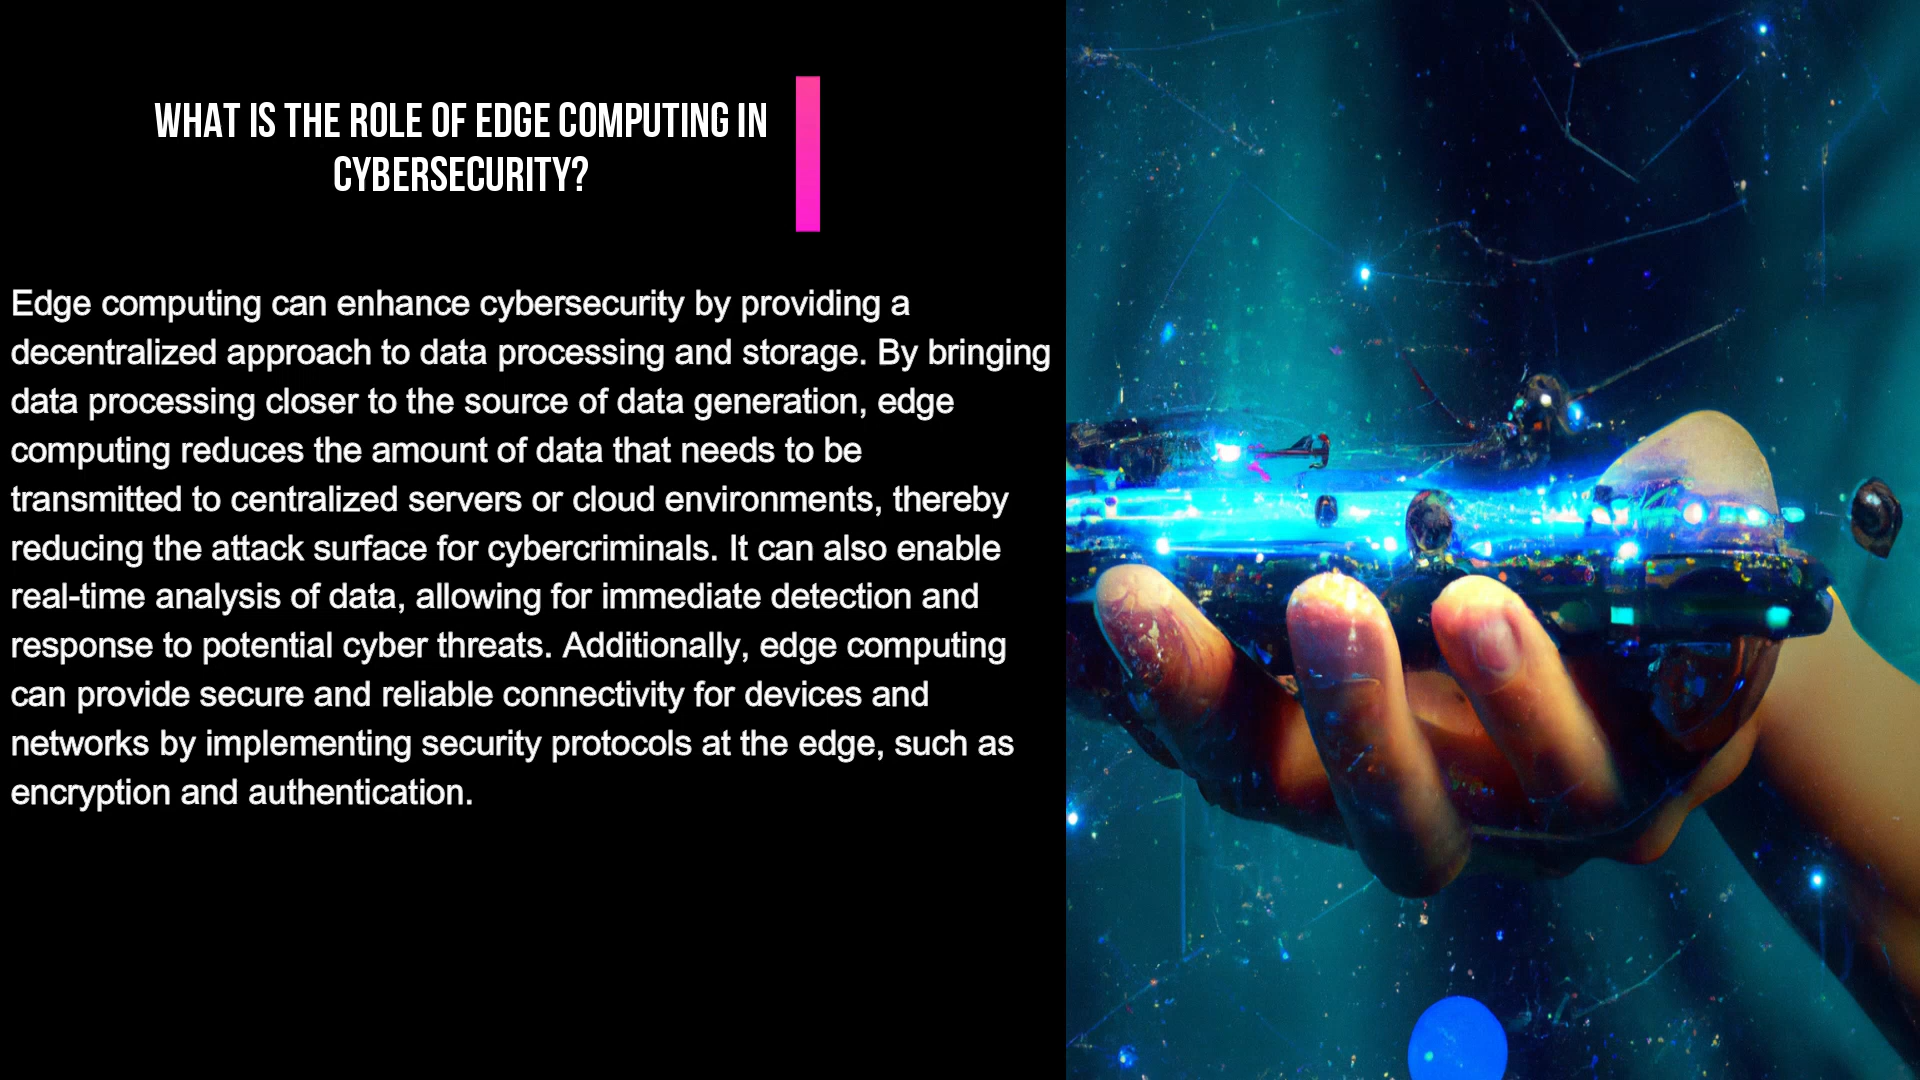 WHAT IS THE ROLE OF EDGE COMPUTING IN
CYBERSECURITY?
Edge computing can enhance cybersecurity by providing a
decentralized approach to data processing and storage. By bringing
data processing closer to the source of data generation, edge
computing reduces the amount of data that needs to be
transmitted to centralized servers or cloud environments, thereby
reducing the attack surface for cybercriminals. It can also enable
real-time analysis of data, allowing for immediate detection and
response to potential cyber threats. Additionally, edge computing
can provide secure and reliable connectivity for devices and
networks by implementing security protocols at the edge, such as
encryption and authentication.